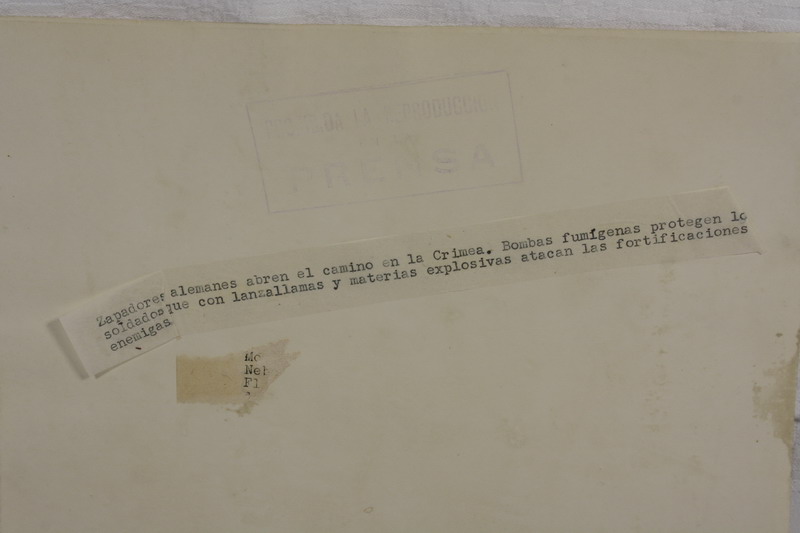 PRENSA
Zapadores alemanes abren el camino en la Crimea. Bombas fumígenas protegen lo
soldados que con lanzallamas y materias explosivas atacan las fortificaciones
enemigas.